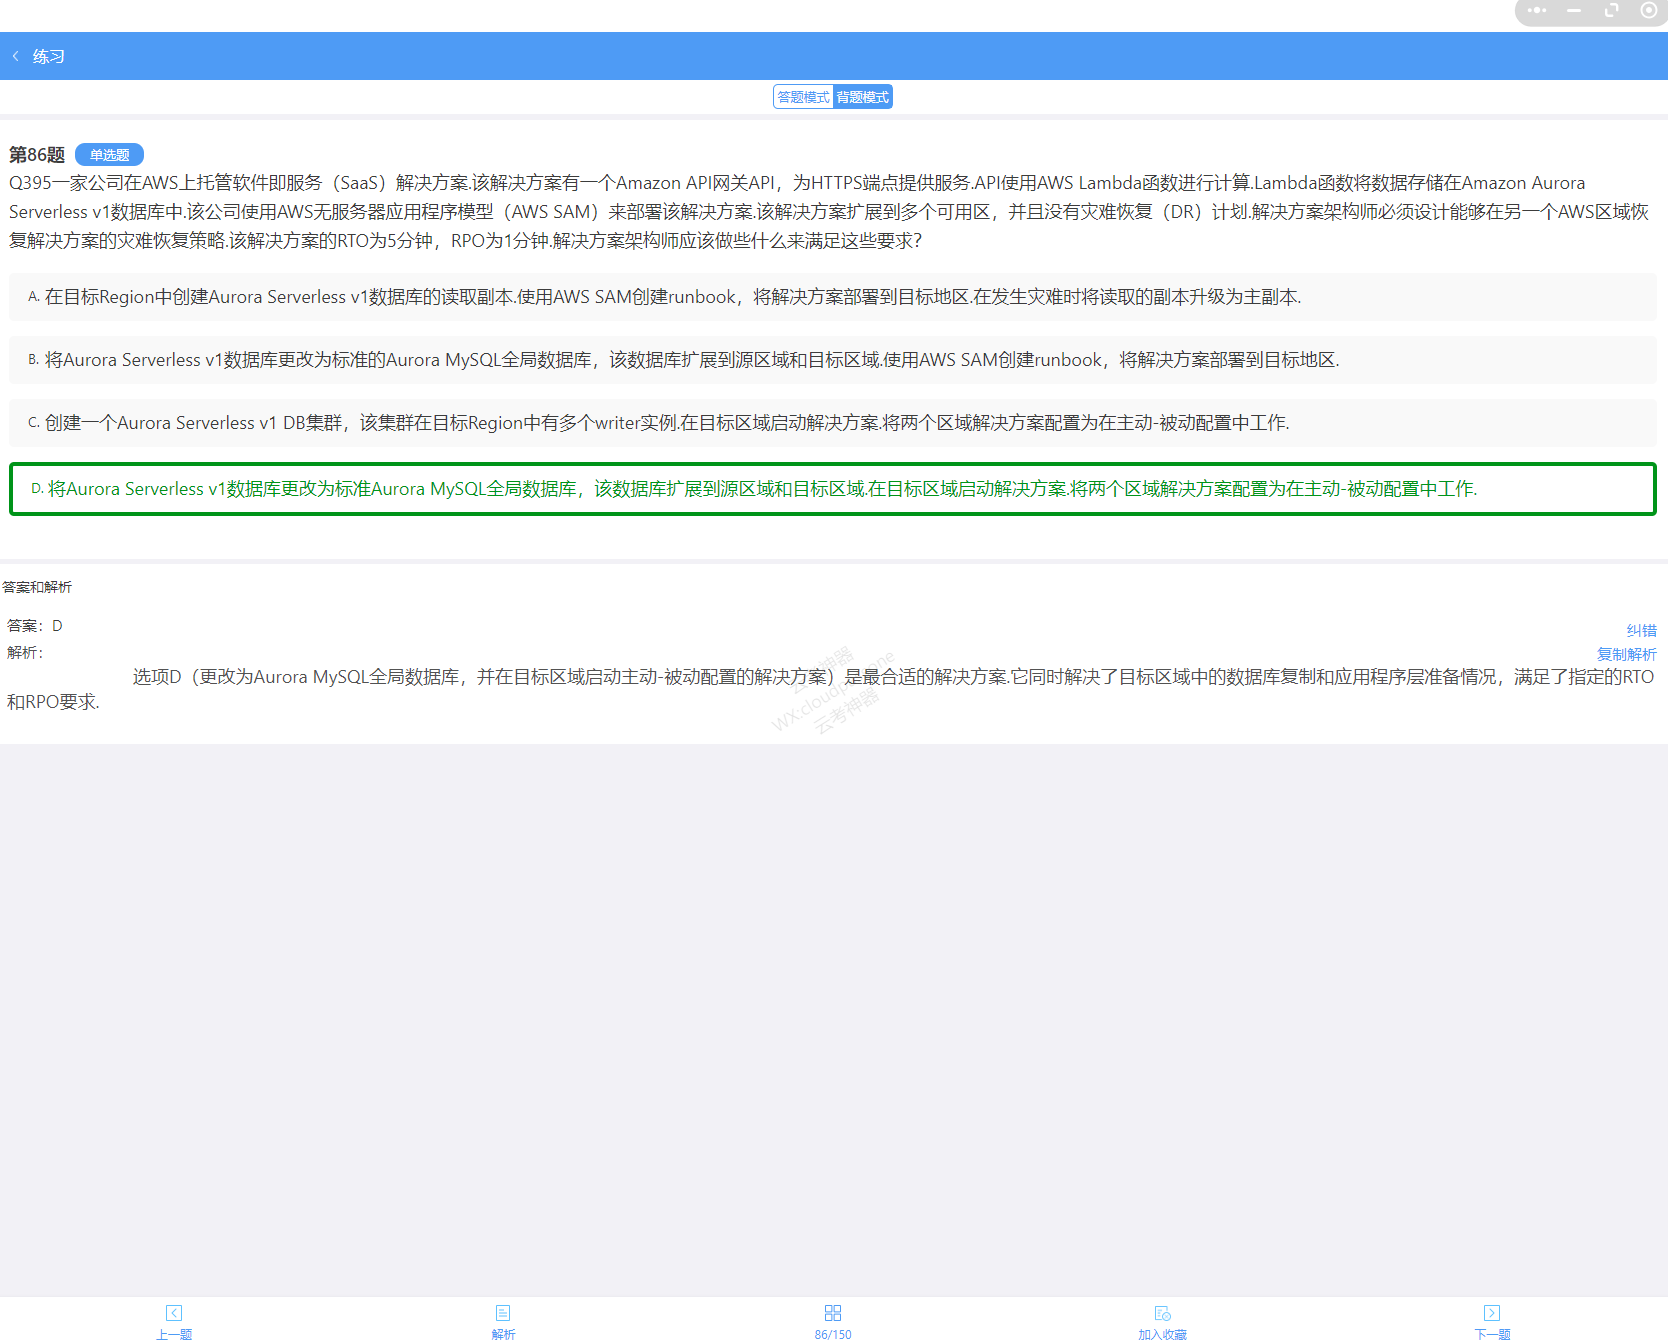 练习
答题模式 背题模式
第86题 单选题
Q395一家公司在AWS上托管软件即服务（SaaS）解决方案.该解决方案有一个Amazon API网关API，为HTTPS端点提供服务.API使用AWS Lambda函数进行计算.Lambda函数将数据存储在Amazon Aurora
Serverless v1数据库中.该公司使用AWS无服务器应用程序模型（AWS SAM）来部署该解决方案.该解决方案扩展到多个可用区，并且没有灾难恢复（DR）计划.解决方案架构师必须设计能够在另一个AWS区域恢
复解决方案的灾难恢复策略.该解决方案的RTO为5分钟，RPO为1分钟.解决方案架构师应该做些什么来满足这些要求?
A. 在目标Region中创建Aurora Serverless v1数据库的读取副本.使用AWS SAM创建runbook，将解决方案部署到目标地区.在发生灾难时将读取的副本升级为主副本.
B. 将Aurora Serverless v1数据库更改为标准的Aurora MySQL全局数据库，该数据库扩展到源区域和目标区域.使用AWS SAM创建runbook，将解决方案部署到目标地区.
C. 创建一个Aurora Serverless v1 DB集群，该集群在目标Region中有多个writer实例.在目标区域启动解决方案.将两个区域解决方案配置为在主动-被动配置中工作.
D. 将Aurora Serverless v1数据库更改为标准Aurora MySQL全局数据库，该数据库扩展到源区域和目标区域.在目标区域启动解决方案.将两个区域解决方案配置为在主动-被动配置中工作.
答案和解析
答案：D
纠错
解析：
复制解析
选项D（更改为Aurora MySQL全局数据库，并在目标区域启动主动-被动配置的解决方案）是最合适的解决方案.它同时解决了目标区域中的数据库复制和应用程序层准备情况，满足了指定的RTO
和RPO要求.
云考神器
上一题 解析 86/150 加入收藏 下一题